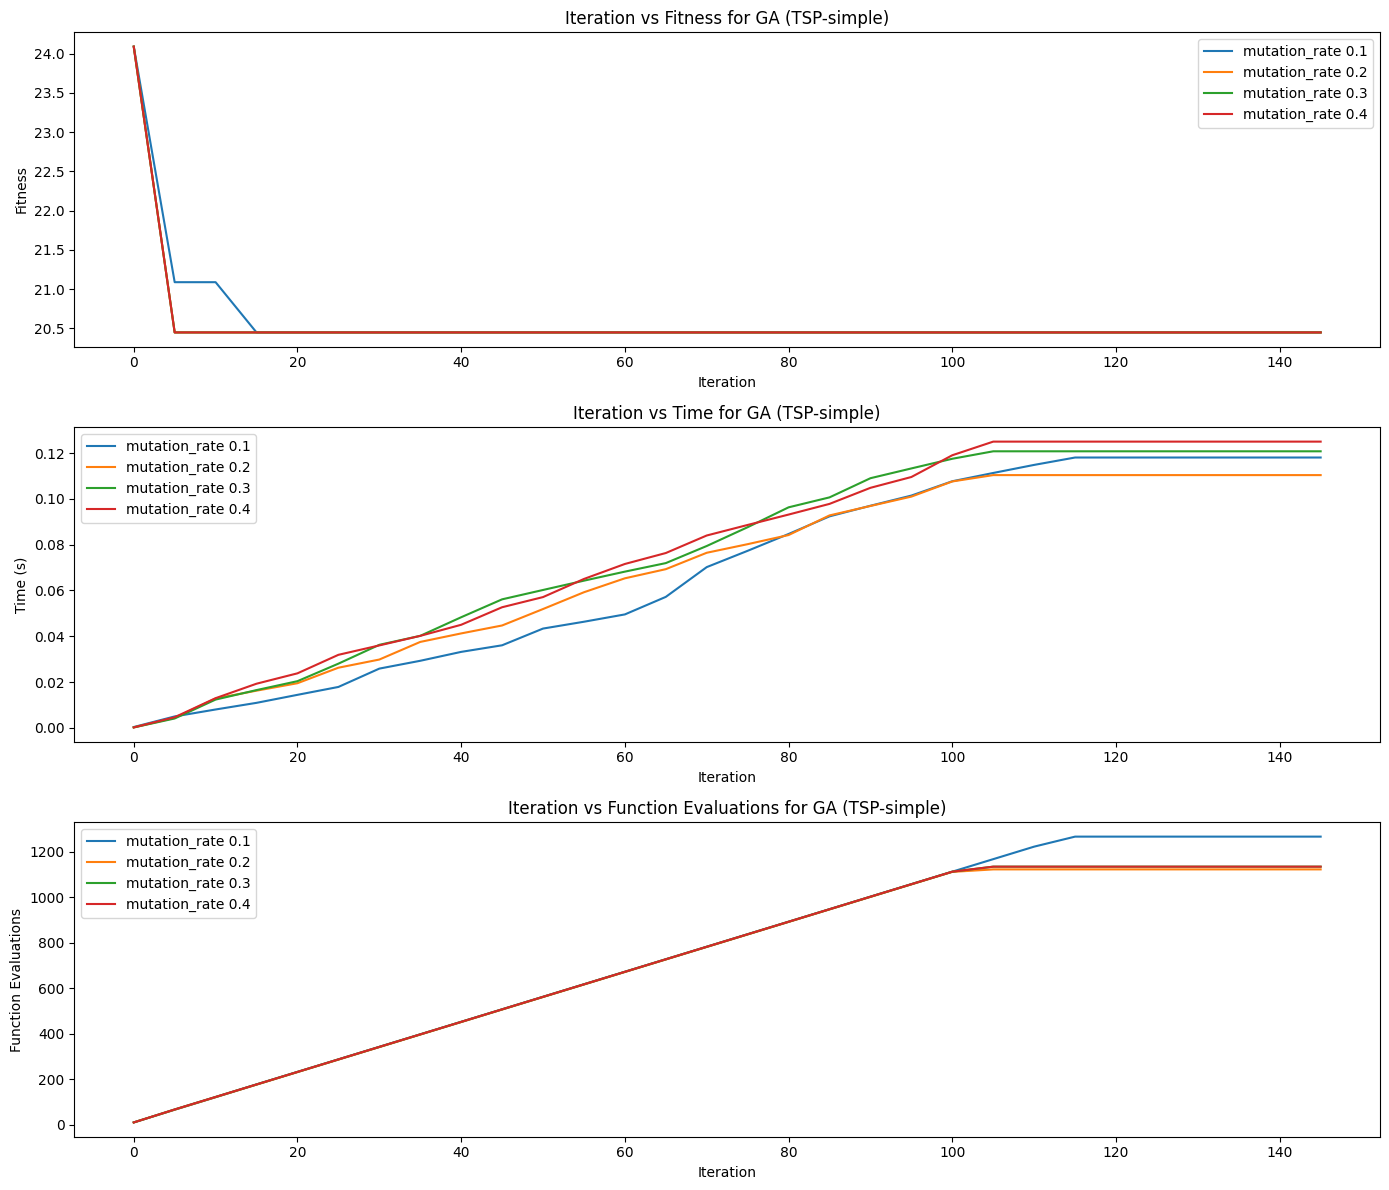 Iteration vs Fitness for GA (TSP-simple)
24.0
23.5
23.0
22.5
22.0
21.5
21.0
20.5
Fitness
mutation_rate 0.1
mutation_rate 0.2
mutation_rate 0.3
mutation_rate 0.4
0 20 40 60 80 100 120 140
Iteration
Iteration vs Time for GA (TSP-simple)
0.12
0.10
0.08
0.06
0.04
0.02
0.00
Time (s)
mutation_rate 0.1
mutation_rate 0.2
mutation_rate 0.3
mutation_rate 0.4
0 20 40 60 80 100 120 140
Iteration
Iteration vs Function Evaluations for GA (TSP-simple)
1200
1000
800
600
400
200
0
Function Evaluations
mutation_rate 0.1
mutation_rate 0.2
mutation_rate 0.3
mutation_rate 0.4
0 20 40 60 80 100 120 140
Iteration